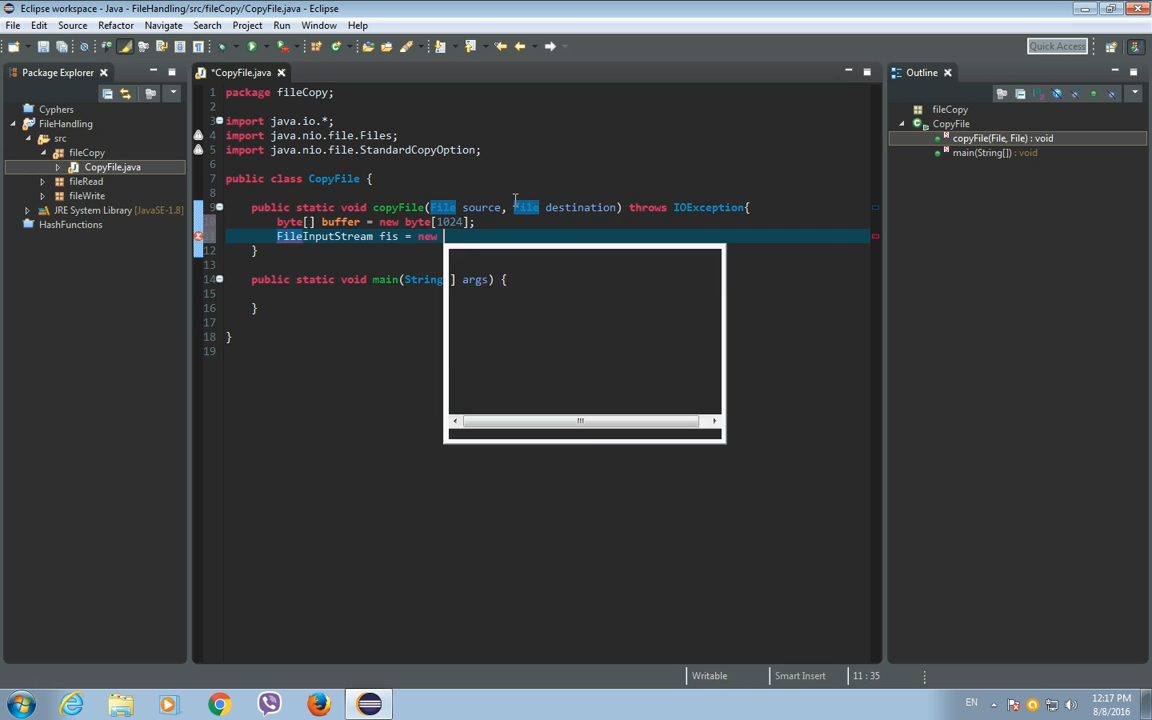 Eclipse workspace - Java - FileHandling/src/fileCopy/CopyFile.java - Eclipse
File Edit Source Refactor Navigate Search Project Run Window Help
Quick Access
Package Explorer
Cyphers
FileHandling
src
fileCopy
CopyFile.java
fileRead
fileWrite
JRE System Library [JavaSE-1.8]
HashFunctions
*CopyFile.java
1 package fileCopy;
2
3 import java.io.*;
4 import java.nio.file.Files;
5 import java.nio.file.StandardCopyOption;
6
7 public class CopyFile {
8
9 public static void copyFile(File source, File destination) throws IOException{
10 byte[] buffer = new byte[1024];
11 FileInputStream fis = new
12 }
13
14 public static void main(String[] args) {
15
16 }
17
18 }
19
Outline
fileCopy
CopyFile
copyFile(File, File) : void
main(String[]) : void
Writable Smart Insert 11 : 35
EN 12:17 PM
8/8/2016